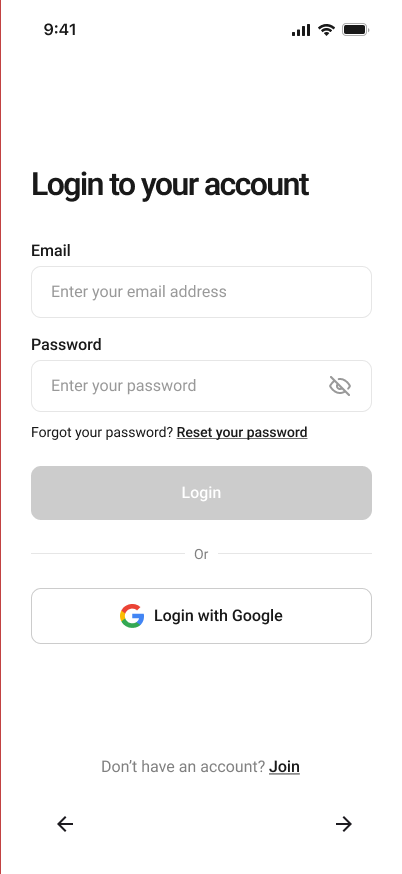 9:41
Login to your account
Email
Enter your email address
Password
Enter your password
Forgot your password? Reset your password
Login
Or
Login with Google
Don’t have an account? Join